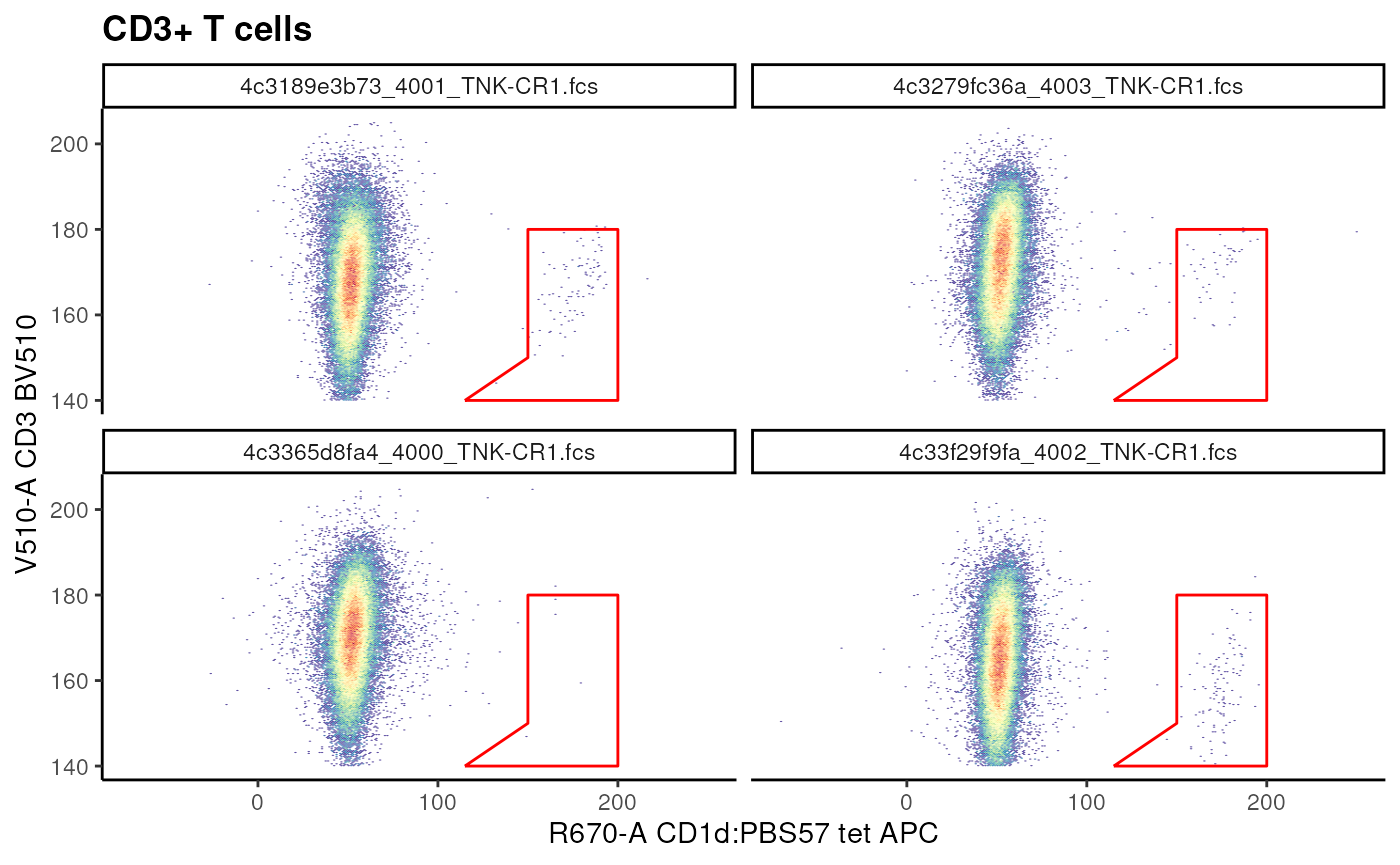 CD3+ T cells
4c3189e3b73_4001_TNK-CR1.fcs
4c3279fc36a_4003_TNK-CR1.fcs
200
180
160
140
4c3365d8fa4_4000_TNK-CR1.fcs
4c33f29f9fa_4002_TNK-CR1.fcs
200
180
160
140
V510-A CD3 BV510
0
100
200
0
100
200
R670-A CD1d:PBS57 tet APC